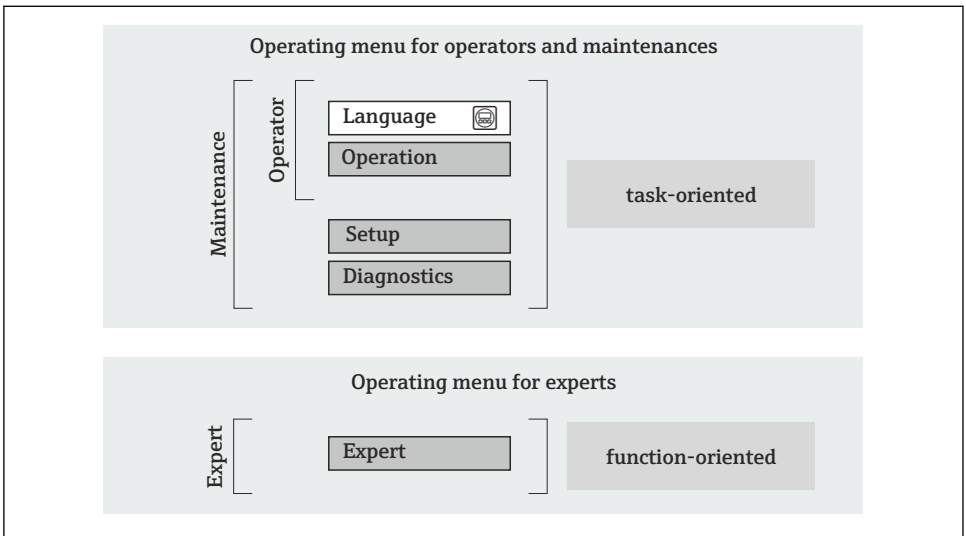 Operating menu for operators and maintenances
Maintenance
Operator
Language
Operation
Setup
Diagnostics
task-oriented
Operating menu for experts
Expert
Expert
function-oriented